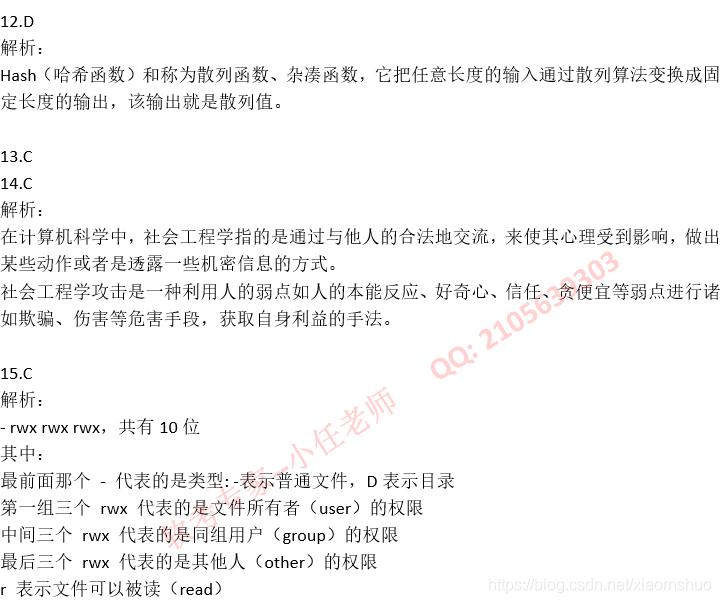 12.D
解析：
Hash（哈希函数）和称为散列函数、杂凑函数，它把任意长度的输入通过散列算法变换成固
定长度的输出，该输出就是散列值。
13.C
14.C
解析：
在计算机科学中，社会工程学指的是通过与他人的合法地交流，来使其心理受到影响，做出
某些动作或者是透露一些机密信息的方式。
社会工程学攻击是一种利用人的弱点如人的本能反应、好奇心、信任、贪便宜等弱点进行诸
如欺骗、伤害等危害手段，获取自身利益的手法。
15.C
解析：
- rwx rwx rwx，共有 10 位
其中：
最前面那个 - 代表的是类型:-表示普通文件，D 表示目录
第一组三个 rwx 代表的是文件所有者（user）的权限
中间三个 rwx 代表的是同组用户（group）的权限
最后三个 rwx 代表的是其他人（other）的权限
r 表示文件可以被读（read）
软考专家--小任老师
QQ: 2105630303
https://blog.csdn.net/xiaomshuo